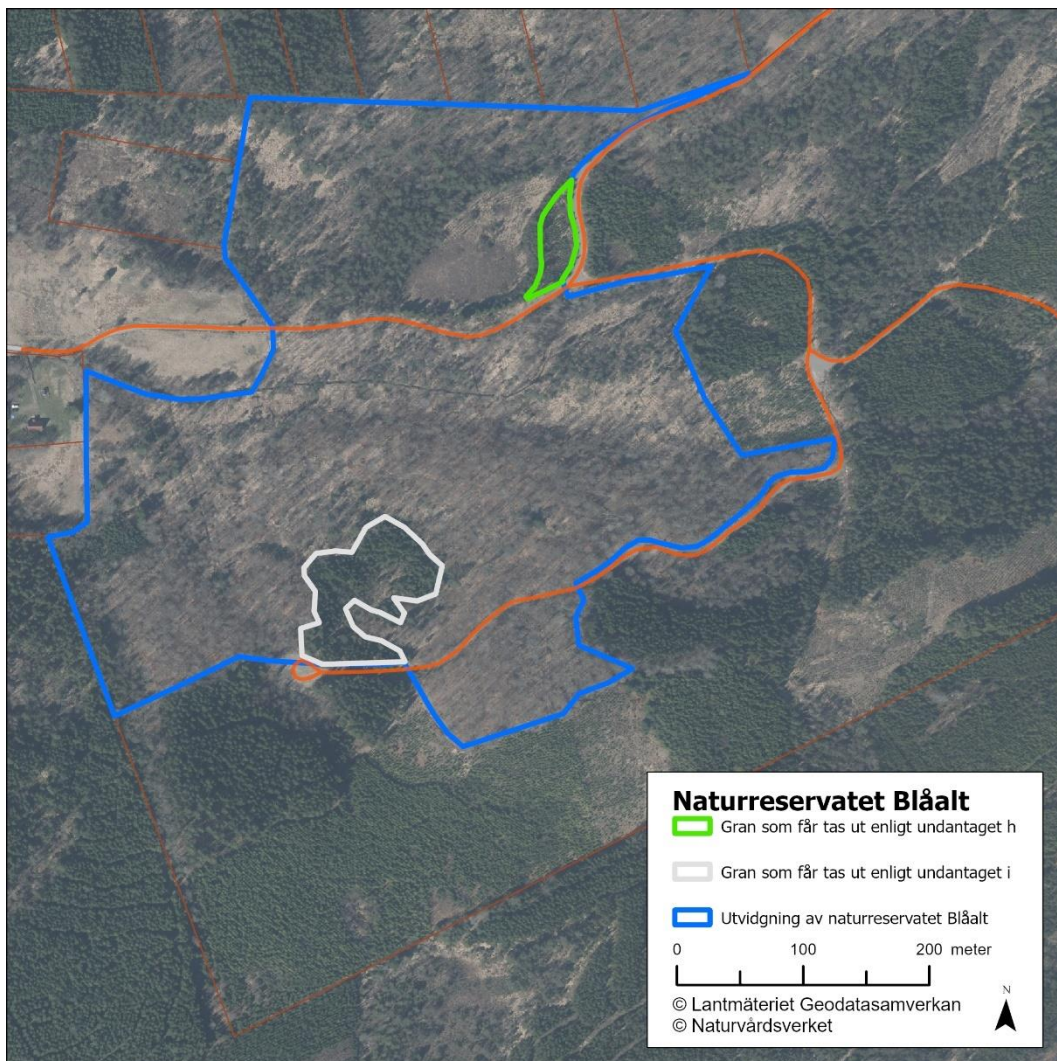 Naturreservatet Blåalt
Gran som får tas ut enligt undantaget h
Gran som får tas ut enligt undantaget i
Utvidgning av naturreservatet Blåalt
0 100 200 meter
© Lantmäteriet Geodatasamverkan
© Naturvårdsverket
N